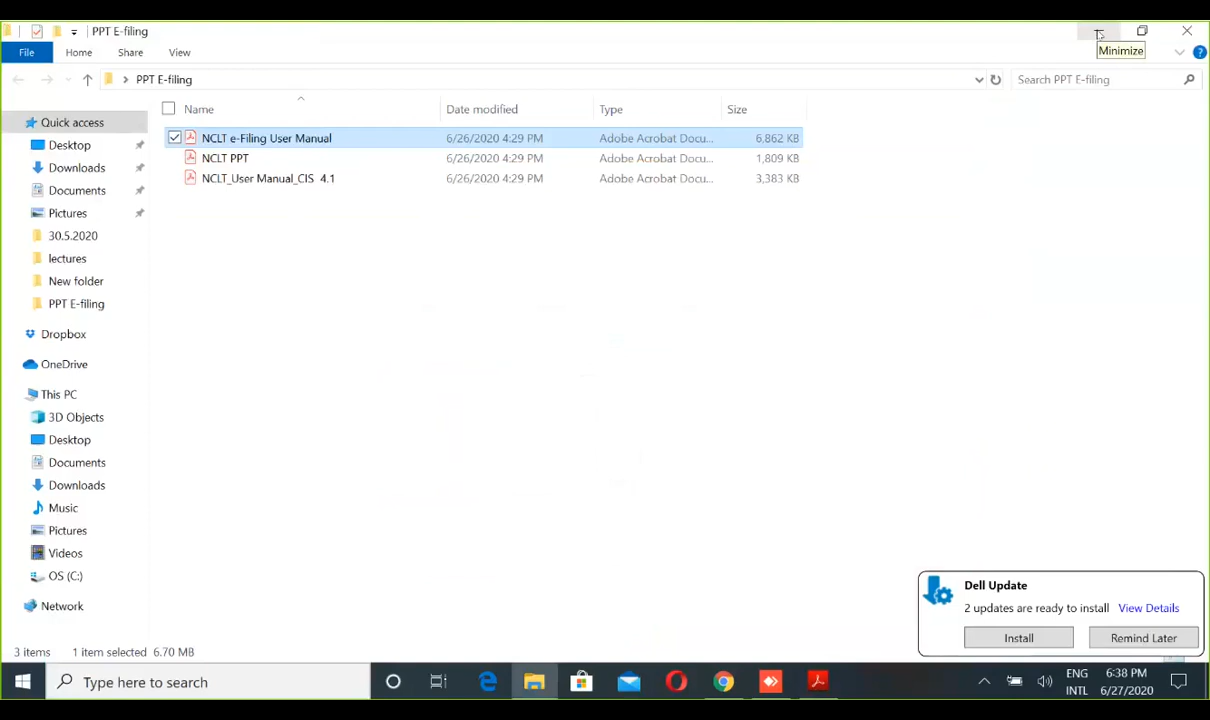 PPT E-filing
Minimize
File Home Share View
PPT E-filing Search PPT E-filing
Name Date modified Type Size
Quick access
Desktop
Downloads
Documents
Pictures
30.5.2020
lectures
New folder
PPT E-filing
Dropbox
OneDrive
This PC
3D Objects
Desktop
Documents
Downloads
Music
Pictures
Videos
OS (C:)
Network
NCLT e-Filing User Manual 6/26/2020 4:29 PM Adobe Acrobat Docu... 6,862 KB
NCLT PPT 6/26/2020 4:29 PM Adobe Acrobat Docu... 1,809 KB
NCLT_User Manual_CIS 4.1 6/26/2020 4:29 PM Adobe Acrobat Docu... 3,383 KB
Dell Update
2 updates are ready to install View Details
Install Remind Later
3 items 1 item selected 6.70 MB
Type here to search
ENG 6:38 PM
INTL 6/27/2020